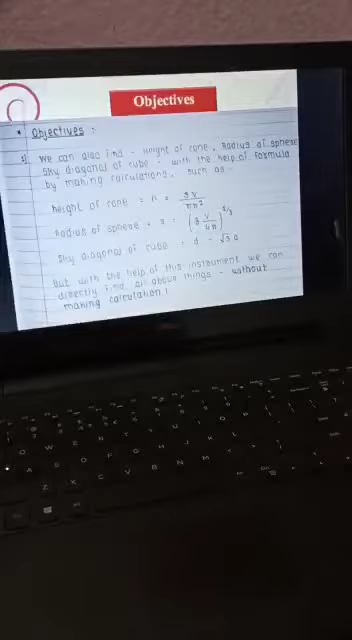 Objectives
* Objectives :
1) We can also find - Height of cone, Radius of sphere
Sky diagonal of cube - with the help of formula
by making calculations, such as -
Height of cone = h = 3V / πr²
Radius of sphere = r = (3V / 4π)^1/3
Sky diagonal of cube = d = √3 a
But with the help of this instrument we can
directly find all above things - without
making calculation!
Q W E R T Y U I O P
A S D F G H J K L
Z X C V B N M